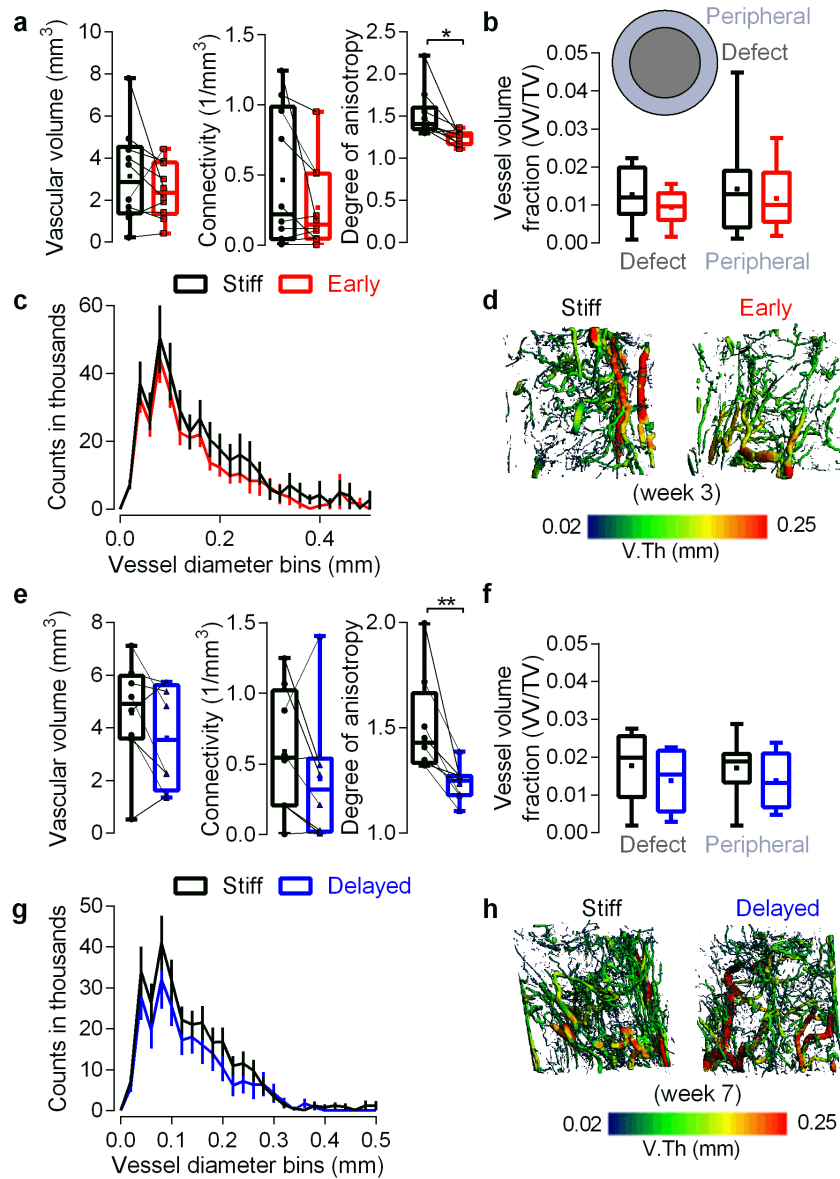 a
Vascular volume (mm³)
10
8
6
4
2
0
Connectivity (1/mm³)
1.5
1.0
0.5
0.0
Degree of anisotropy
2.5
2.0
1.5
1.0
0.5
0.0
*
b
Peripheral
Defect
Vessel volume
fraction (VV/TV)
0.05
0.04
0.03
0.02
0.01
0.00
Defect
Peripheral
Stiff
Early
c
Counts in thousands
60
40
20
0
0.0
0.2
0.4
Vessel diameter bins (mm)
d
Stiff
Early
(week 3)
0.02
0.25
V.Th (mm)
e
Vascular volume (mm³)
8
6
4
2
0
Connectivity (1/mm³)
1.5
1.0
0.5
0.0
Degree of anisotropy
2.0
1.5
1.0
**
f
Vessel volume
fraction (VV/TV)
0.05
0.04
0.03
0.02
0.01
0.00
Defect
Peripheral
Stiff
Delayed
g
Counts in thousands
50
40
30
20
10
0
0.0
0.1
0.2
0.3
0.4
0.5
Vessel diameter bins (mm)
h
Stiff
Delayed
(week 7)
0.02
0.25
V.Th (mm)